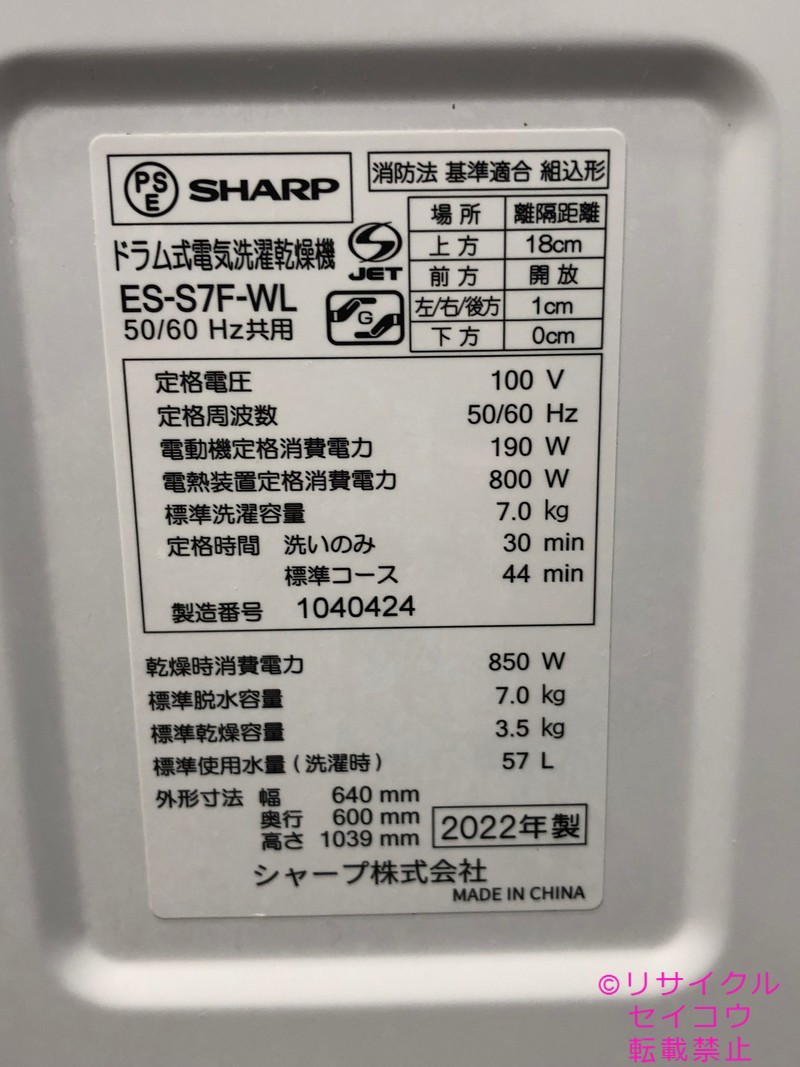 PSE SHARP
消防法 基準適合 組込形
場所 離隔距離
上方 18cm
前方 開放
左/右/後方 1cm
下方 0cm
ドラム式電気洗濯乾燥機
S JET
ES-S7F-WL
G
50/60 Hz共用
定格電圧 100 V
定格周波数 50/60 Hz
電動機定格消費電力 190 W
電熱装置定格消費電力 800 W
標準洗濯容量 7.0 kg
定格時間 洗いのみ 30 min
標準コース 44 min
製造番号 1040424
乾燥時消費電力 850 W
標準脱水容量 7.0 kg
標準乾燥容量 3.5 kg
標準使用水量(洗濯時) 57 L
外形寸法 幅 640 mm
奥行 600 mm
高さ 1039 mm
2022年製
シャープ株式会社
MADE IN CHINA
©リサイクル
セイコウ
転載禁止